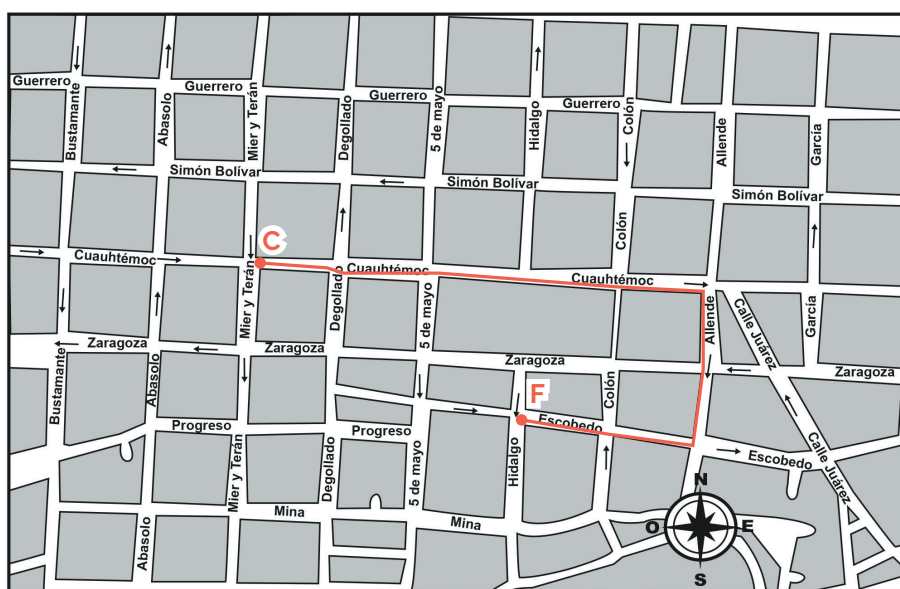 Guerrero
Guerrero
Guerrero
Guerrero
Bustamante
Abasolo
Mier y Terán
Degollado
5 de mayo
Hidalgo
Colón
Allende
García
Simón Bolívar
Simón Bolívar
Simón Bolívar
C
Colón
Cuauhtémoc
Cuauhtémoc
Cuauhtémoc
Mier y Terán
Degollado
5 de mayo
Allende
Calle Juárez
García
Zaragoza
Zaragoza
Zaragoza
Zaragoza
Bustamante
Abasolo
Colón
F
Escobedo
Progreso
Progreso
Mier y Terán
Degollado
5 de mayo
Hidalgo
Escobedo
Calle Juárez
Mina
Mina
Abasolo
N
O
E
S